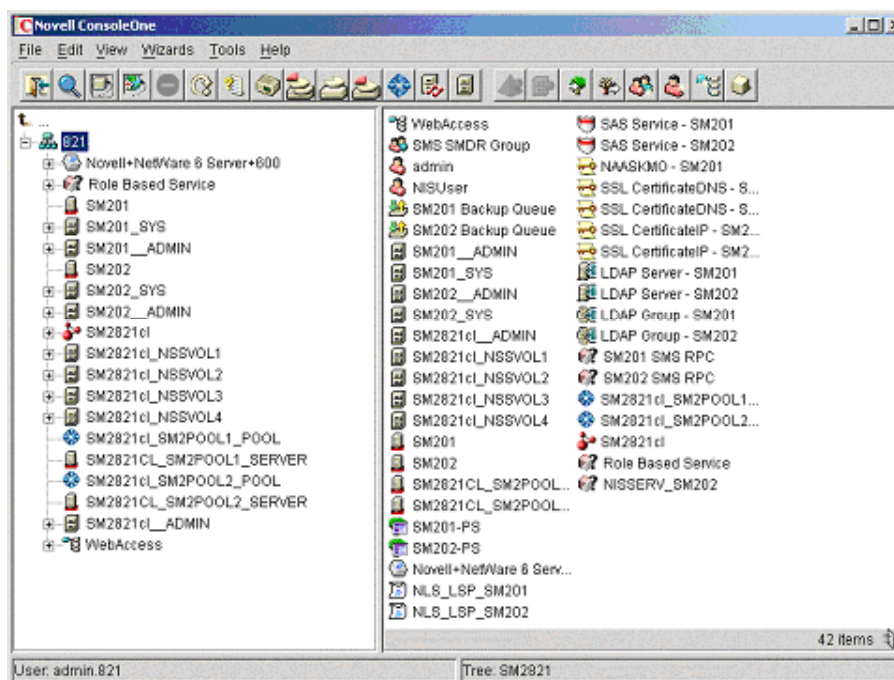 Novell ConsoleOne
File Edit View Wizards Tools Help
...
821
Novell+NetWare 6 Server+600
Role Based Service
SM201
SM201_SYS
SM201__ADMIN
SM202
SM202_SYS
SM202__ADMIN
SM2821cl
SM2821cl_NSSVOL1
SM2821cl_NSSVOL2
SM2821cl_NSSVOL3
SM2821cl_NSSVOL4
SM2821cl_SM2POOL1_POOL
SM2821CL_SM2POOL1_SERVER
SM2821cl_SM2POOL2_POOL
SM2821CL_SM2POOL2_SERVER
SM2821cl__ADMIN
WebAccess
WebAccess
SMS SMDR Group
admin
NISUser
SM201 Backup Queue
SM202 Backup Queue
SM201__ADMIN
SM201_SYS
SM202__ADMIN
SM202_SYS
SM2821cl__ADMIN
SM2821cl_NSSVOL1
SM2821cl_NSSVOL2
SM2821cl_NSSVOL3
SM2821cl_NSSVOL4
SM201
SM202
SM2821CL_SM2POOL...
SM2821CL_SM2POOL...
SM201-PS
SM202-PS
Novell+NetWare 6 Serv...
NLS_LSP_SM201
NLS_LSP_SM202
SAS Service - SM201
SAS Service - SM202
NAASKMO - SM201
SSL CertificateDNS - S...
SSL CertificateDNS - S...
SSL CertificateIP - SM2...
SSL CertificateIP - SM2...
LDAP Server - SM201
LDAP Server - SM202
LDAP Group - SM201
LDAP Group - SM202
SM201 SMS RPC
SM202 SMS RPC
SM2821cl_SM2POOL1...
SM2821cl_SM2POOL2...
SM2821cl
Role Based Service
NISSERV_SM202
42 items
User: admin.821
Tree: SM2821